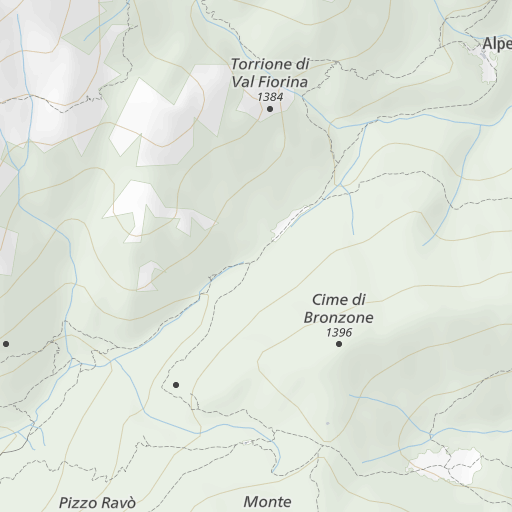 Alpe
Torrione di
Val Fiorina
1384
Cime di
Bronzone
1396
Pizzo Ravò
Monte